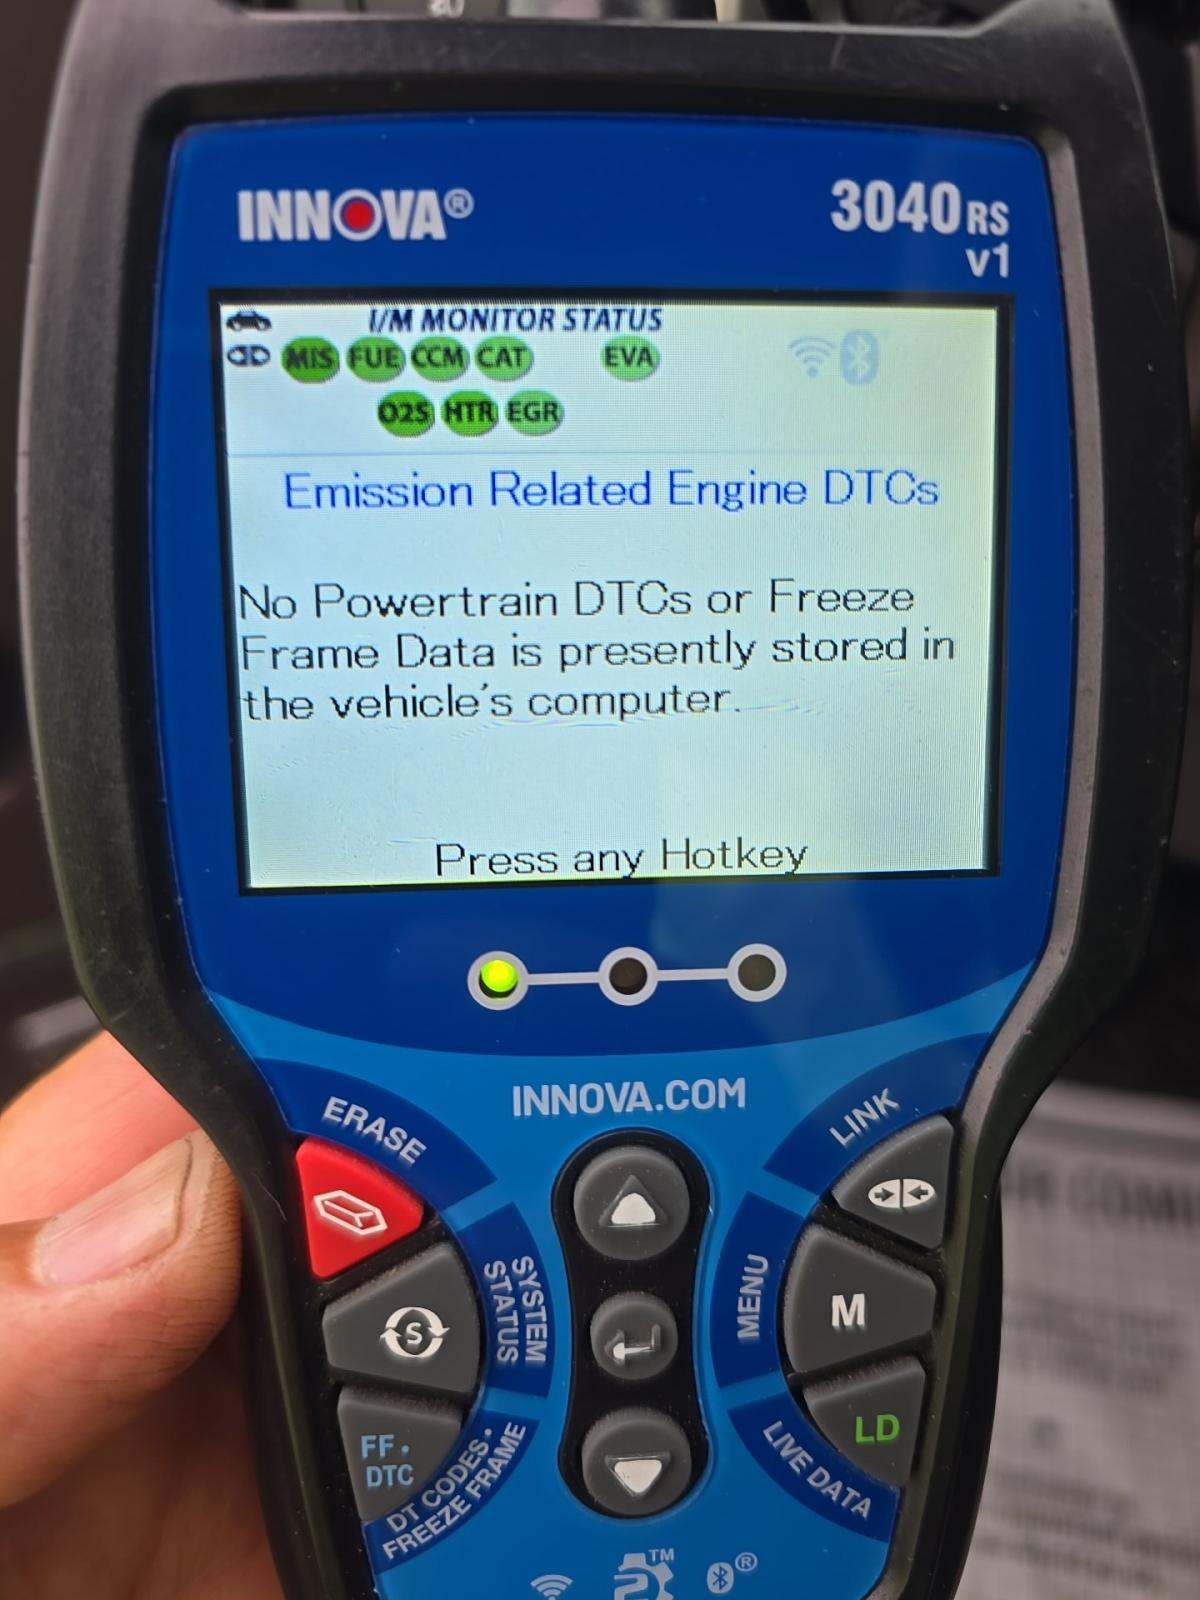 INNOVA®
3040RS
v1
I/M MONITOR STATUS
MIS FUE CCM CAT EVA
O2S HTR EGR
Emission Related Engine DTCs
No Powertrain DTCs or Freeze
Frame Data is presently stored in
the vehicle's computer.
Press any Hotkey
INNOVA.COM
ERASE
LINK
SYSTEM
STATUS
S
MENU
M
FF.
DTC
DT CODES.
FREEZE FRAME
LD
LIVE DATA
TM
2
®